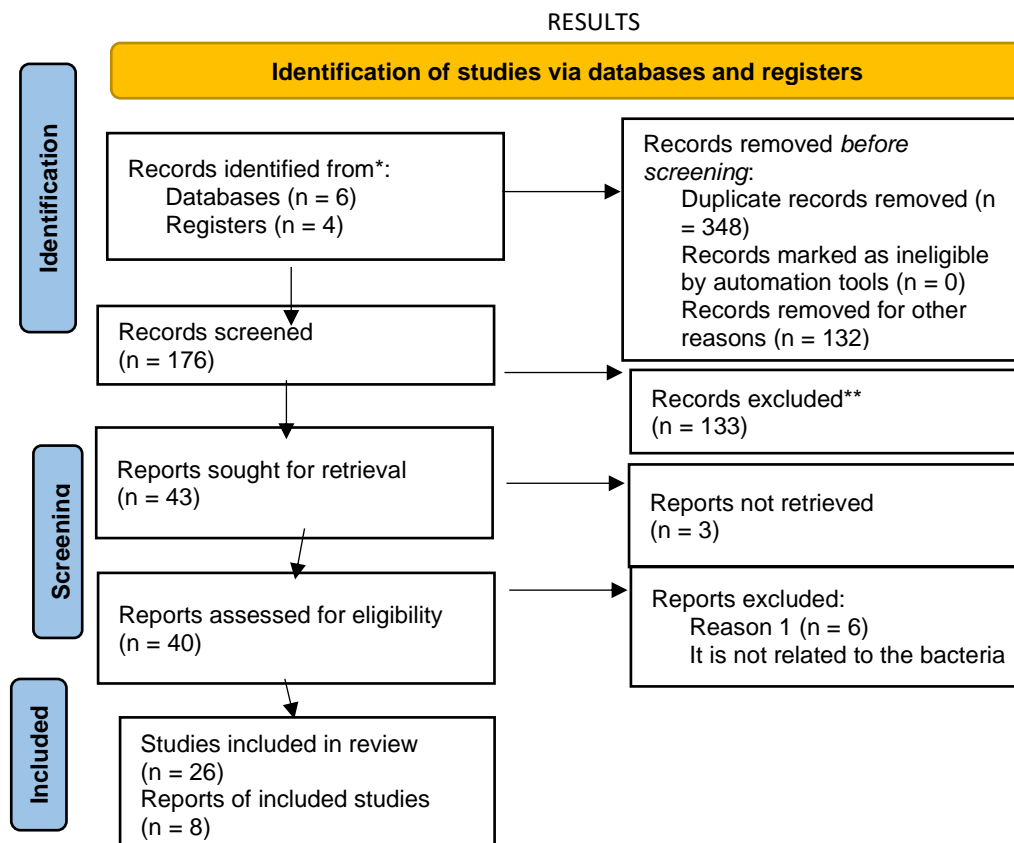 RESULTS
Identification of studies via databases and registers
Identification
Records identified from*:
Databases (n = 6)
Registers (n = 4)
Records removed before
screening:
Duplicate records removed (n
= 348)
Records marked as ineligible
by automation tools (n = 0)
Records removed for other
reasons (n = 132)
Records screened
(n = 176)
Records excluded**
(n = 133)
Screening
Reports sought for retrieval
(n = 43)
Reports not retrieved
(n = 3)
Reports assessed for eligibility
(n = 40)
Reports excluded:
Reason 1 (n = 6)
It is not related to the bacteria
Included
Studies included in review
(n = 26)
Reports of included studies
(n = 8)